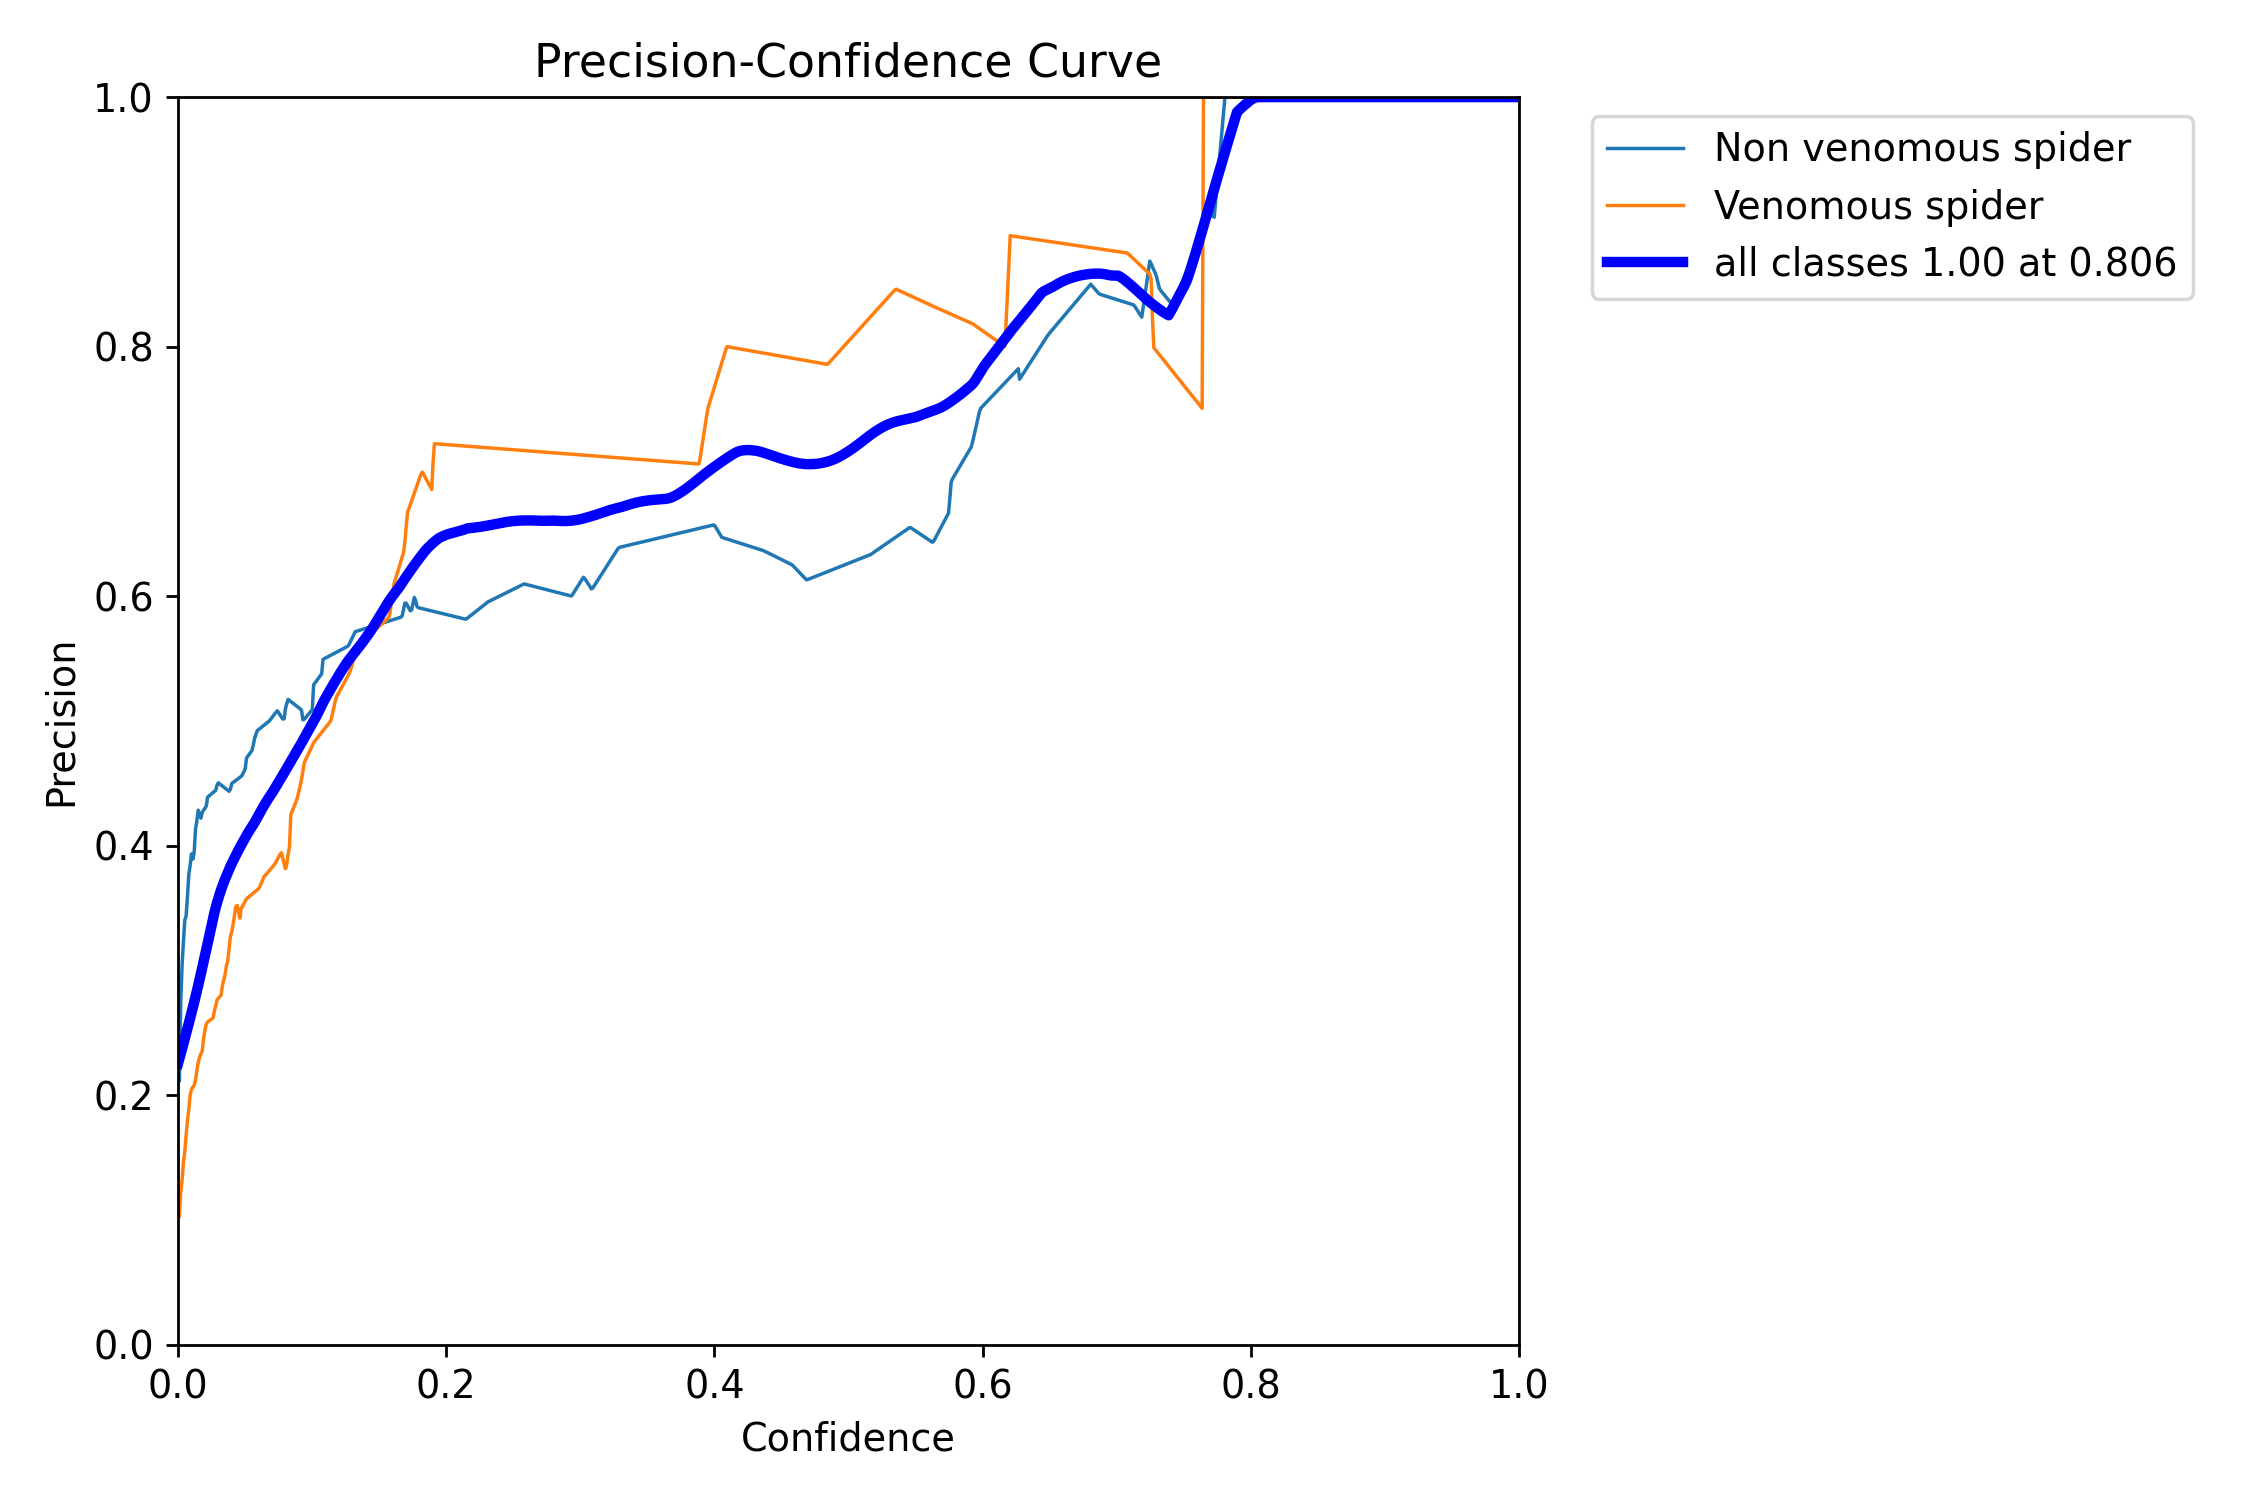 Precision-Confidence Curve
Non venomous spider
Venomous spider
all classes 1.00 at 0.806
Precision
1.0
0.8
0.6
0.4
0.2
0.0
0.0 0.2 0.4 0.6 0.8 1.0
Confidence